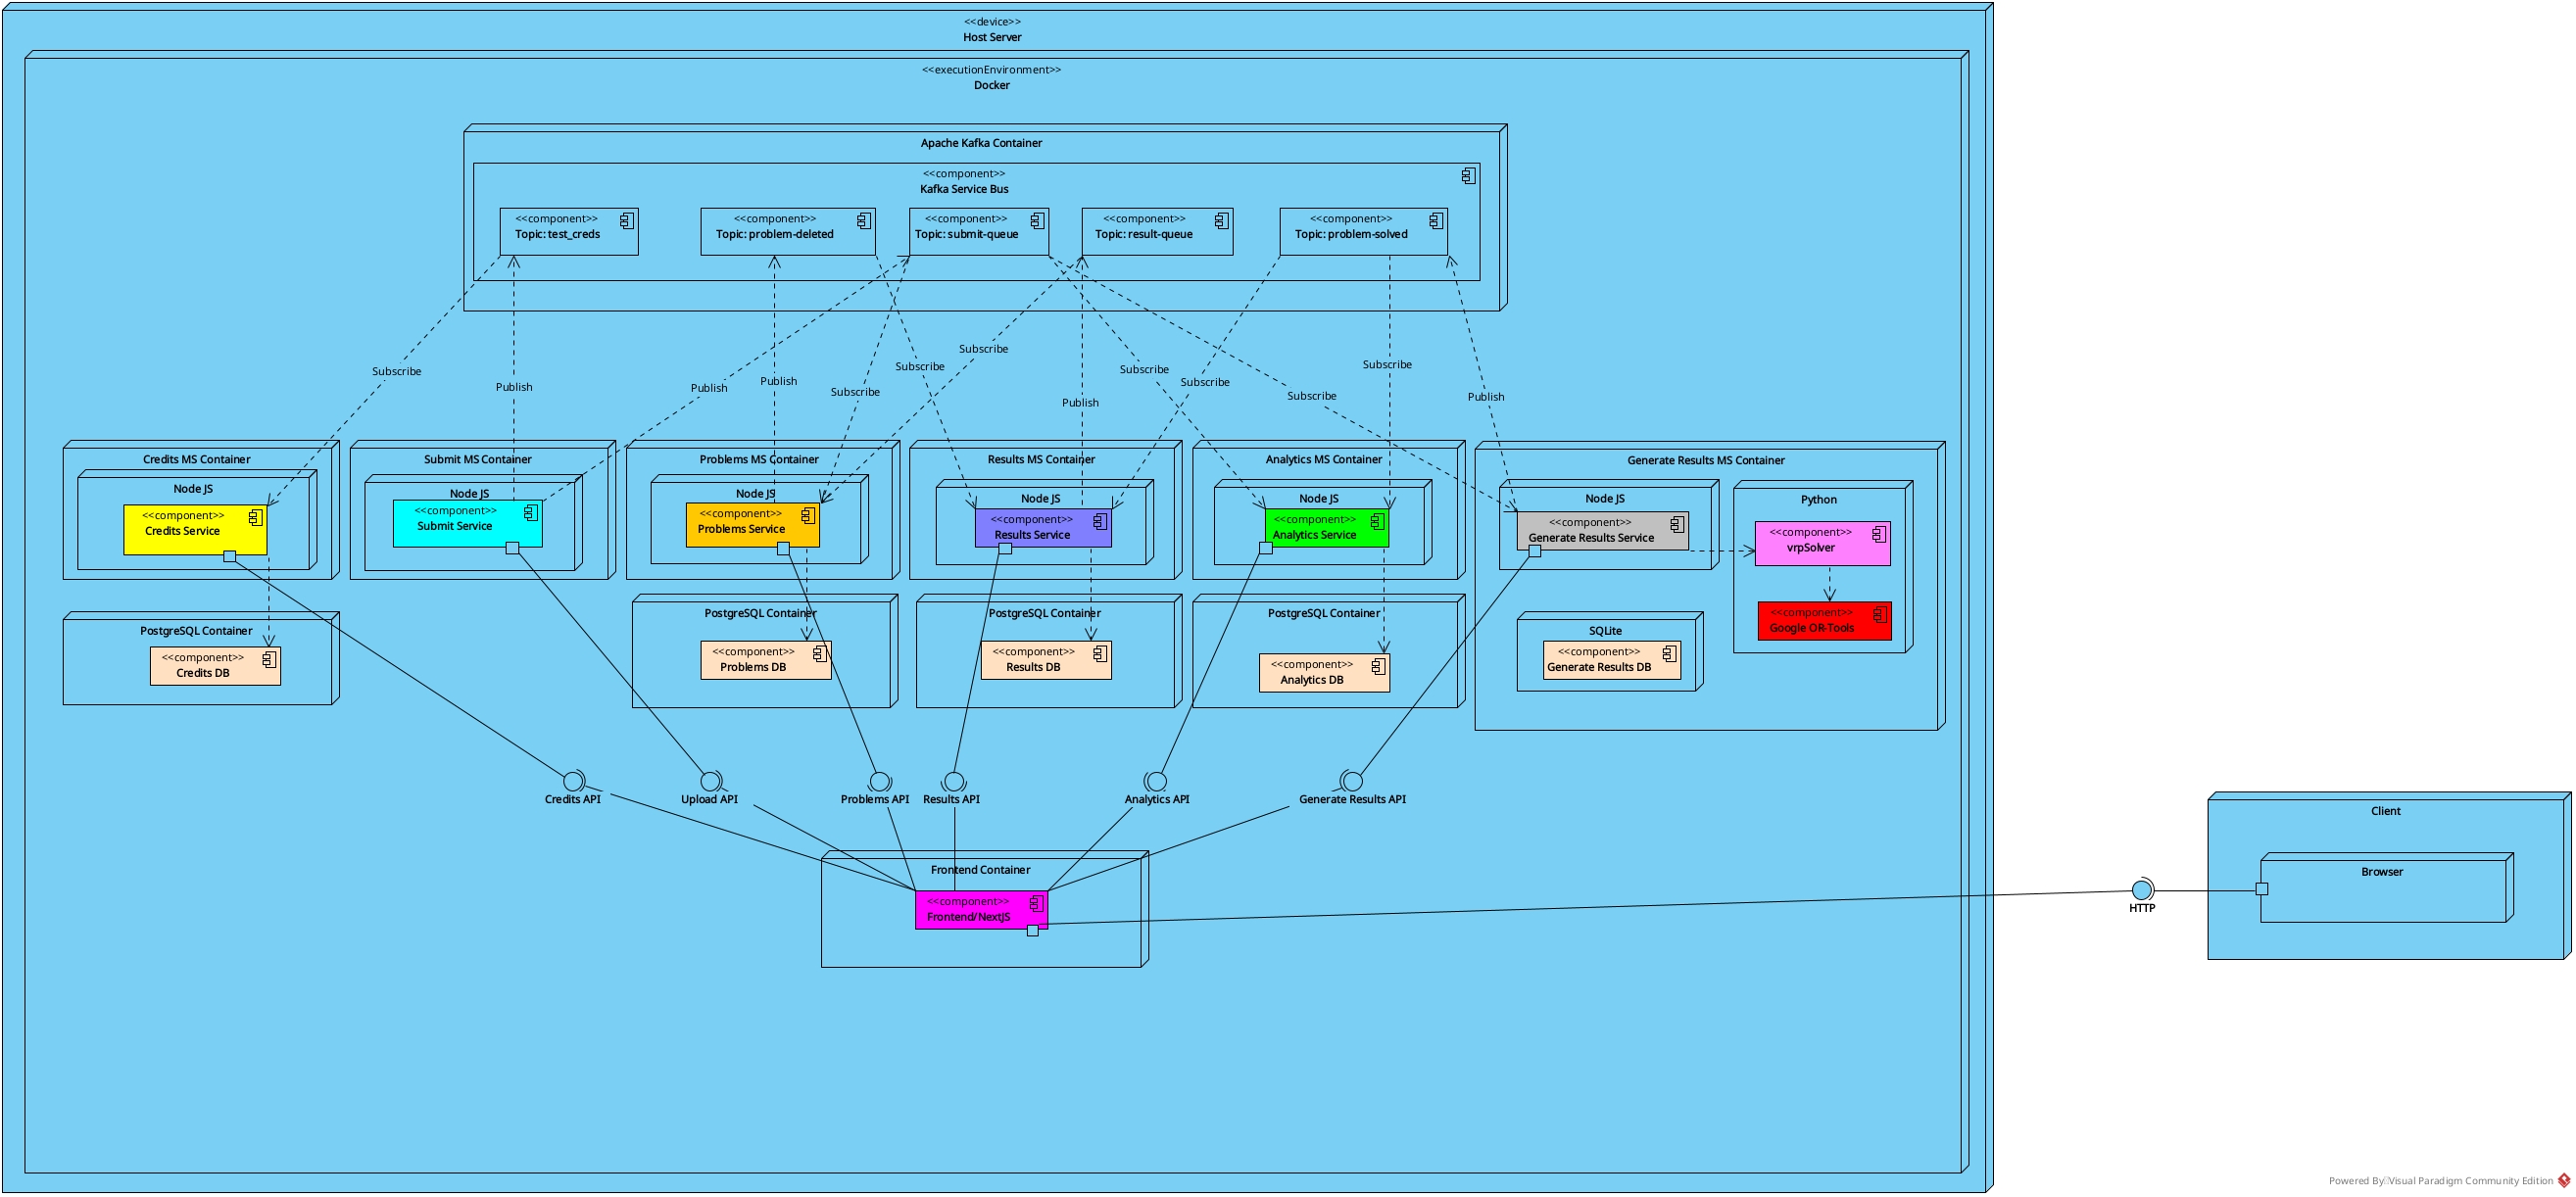 <<device>>
Host Server
<<executionEnvironment>>
Docker
Apache Kafka Container
<<component>>
Kafka Service Bus
<<component>>
Topic: test_creds
<<component>>
Topic: problem-deleted
<<component>>
Topic: submit-queue
<<component>>
Topic: result-queue
<<component>>
Topic: problem-solved
Subscribe
Publish
Publish
Publish
Subscribe
Subscribe
Subscribe
Publish
Subscribe
Subscribe
Subscribe
Subscribe
Publish
Credits MS Container
Node JS
<<component>>
Credits Service
Submit MS Container
Node JS
<<component>>
Submit Service
Problems MS Container
Node JS
<<component>>
Problems Service
Results MS Container
Node JS
<<component>>
Results Service
Analytics MS Container
Node JS
<<component>>
Analytics Service
Generate Results MS Container
Node JS
<<component>>
Generate Results Service
Python
<<component>>
vrpSolver
<<component>>
Google OR-Tools
SQLite
<<component>>
Generate Results DB
PostgreSQL Container
<<component>>
Credits DB
PostgreSQL Container
<<component>>
Problems DB
PostgreSQL Container
<<component>>
Results DB
PostgreSQL Container
<<component>>
Analytics DB
Credits API
Upload API
Problems API
Results API
Analytics API
Generate Results API
Frontend Container
<<component>>
Frontend/NextJS
HTTP
Client
Browser
Powered By Visual Paradigm Community Edition